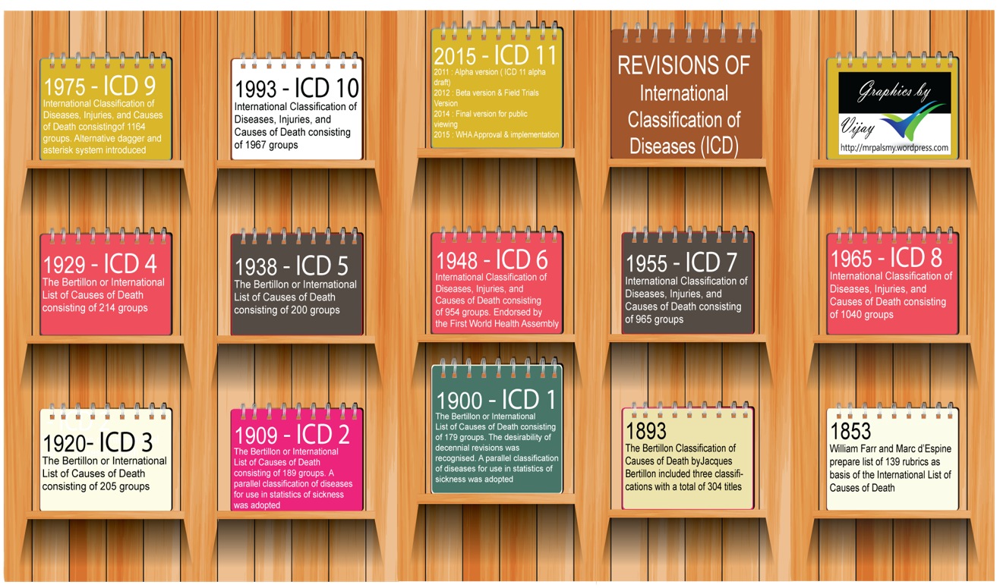 1975 - ICD 9
International Classification of
Diseases, Injuries, and Causes
of Death consistingof 1164
groups. Alternative dagger and
asterisk system introduced
1993 - ICD 10
International Classification of
Diseases, Injuries, and
Causes of Death consisting
of 1967 groups
2015 - ICD 11
2011 : Alpha version ( ICD 11 alpha
draft)
2012 : Beta version & Field Trials
Version
2014 : Final version for public
viewing
2015 : WHA Approval & implementation
REVISIONS OF
International
Classification of
Diseases (ICD)
Graphics by
Vijay
http://mrpalsmy.wordpress.com
1929 - ICD 4
The Bertillon or International
List of Causes of Death
consisting of 214 groups
1938 - ICD 5
The Bertillon or International
List of Causes of Death
consisting of 200 groups
1948 - ICD 6
International Classification of
Diseases, Injuries, and
Causes of Death consisting
of 954 groups. Endorsed by
the First World Health Assembly
1955 - ICD 7
International Classification of
Diseases, Injuries, and
Causes of Death consisting
of 965 groups
1965 - ICD 8
International Classification of
Diseases, Injuries, and
Causes of Death consisting
of 1040 groups
1920- ICD 3
The Bertillon or International
List of Causes of Death
consisting of 205 groups
1909 - ICD 2
The Bertillon or International
List of Causes of Death
consisting of 189 groups. A
parallel classification of diseases
for use in statistics of sickness
was adopted
1900 - ICD 1
The Bertillon or International
List of Causes of Death consisting
of 179 groups. The desirability of
decennial revisions was
recognised. A parallel classification
of diseases for use in statistics of
sickness was adopted
1893
The Bertillon Classification of
Causes of Death byJacques
Bertillon included three classifi-
cations with a total of 304 titles
1853
William Farr and Marc d'Espine
prepare list of 139 rubrics as
basis of the International List of
Causes of Death